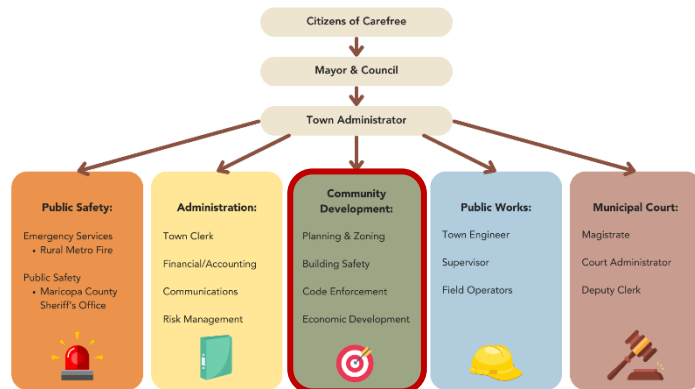 Citizens of Carefree
Mayor & Council
Town Administrator
Public Safety:
Emergency Services
• Rural Metro Fire
Public Safety
• Maricopa County
Sheriff's Office
Administration:
Town Clerk
Financial/Accounting
Communications
Risk Management
Community
Development:
Planning & Zoning
Building Safety
Code Enforcement
Economic Development
Public Works:
Town Engineer
Supervisor
Field Operators
Municipal Court:
Magistrate
Court Administrator
Deputy Clerk